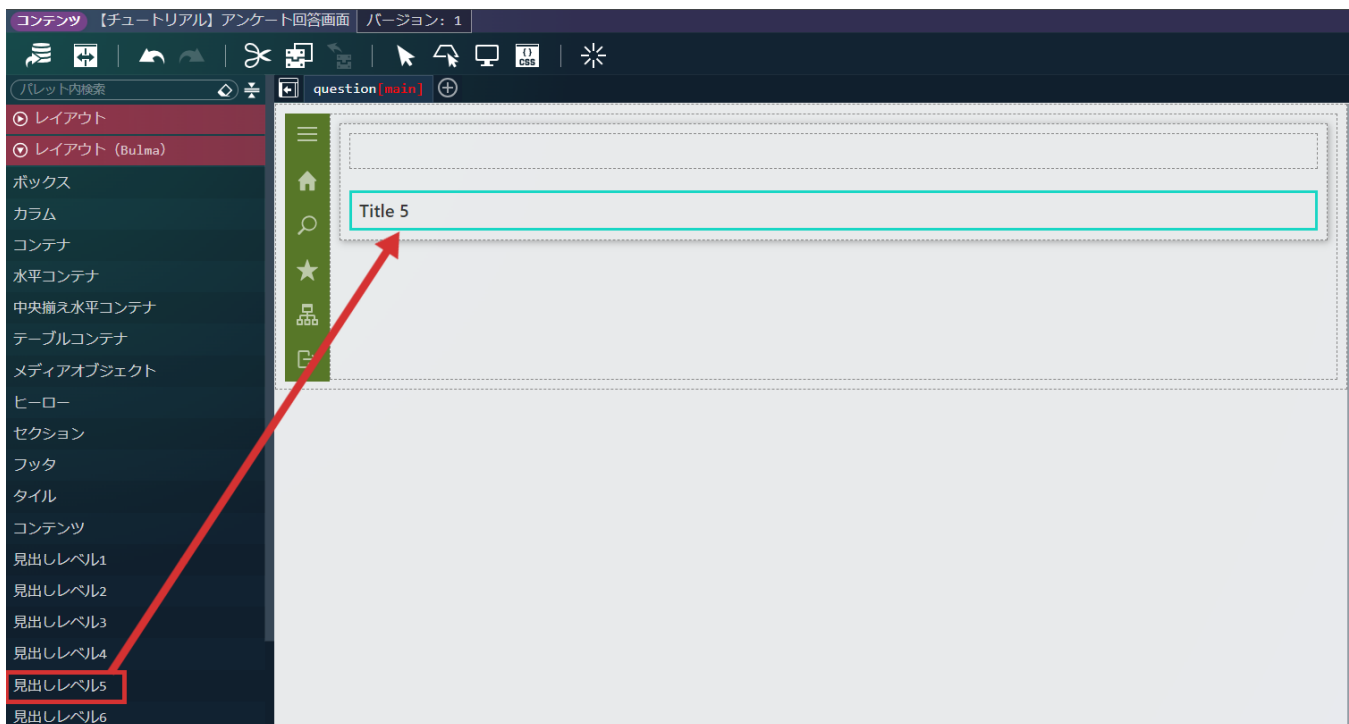 コンテンツ 【チュートリアル】アンケート回答画面 バージョン: 1
{} CSS
パレット内検索
question[main]
レイアウト
レイアウト（Bulma）
ボックス
カラム
Title 5
コンテナ
水平コンテナ
中央揃え水平コンテナ
テーブルコンテナ
メディアオブジェクト
ヒーロー
セクション
フッタ
タイル
コンテンツ
見出しレベル1
見出しレベル2
見出しレベル3
見出しレベル4
見出しレベル5
見出しレベル6